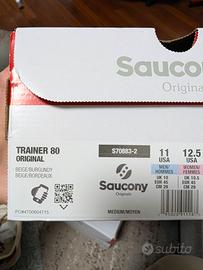 Saucony
Originals
TRAINER 80
ORIGINAL
BEIGE/BURGUNDY
BEIGE/BORDEAUX
S70883-2
Saucony
Originals
MEDIUM/MOYEN
11
USA
12.5
USA
MEN/
HOMMES
WOMEN/
FEMMES
UK 10
EUR 45
CM 29
UK 10.5
EUR 45
CM 29
subito